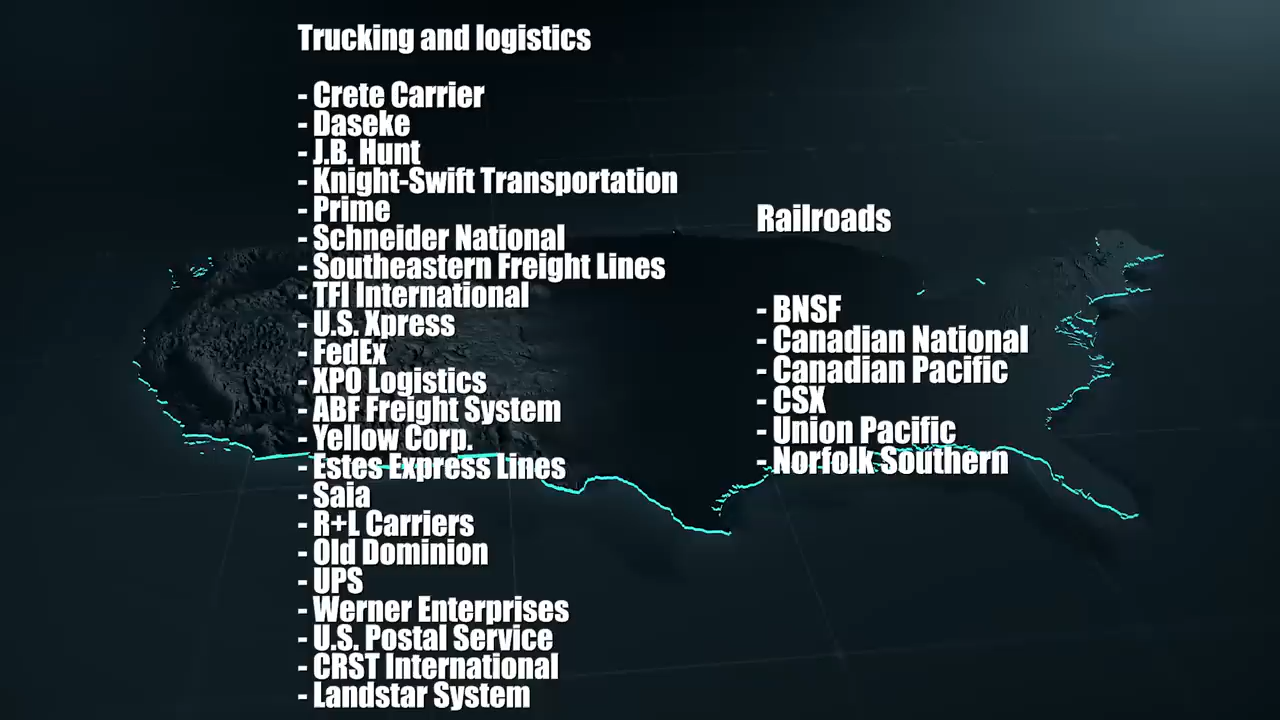 Trucking and logistics
- Crete Carrier
- Daseke
- J.B. Hunt
- Knight-Swift Transportation
- Prime
- Schneider National
- Southeastern Freight Lines
- TFI International
- U.S. Xpress
- FedEx
- XPO Logistics
- ABF Freight System
- Yellow Corp.
- Estes Express Lines
- Saia
- R+L Carriers
- Old Dominion
- UPS
- Werner Enterprises
- U.S. Postal Service
- CRST International
- Landstar System
Railroads
- BNSF
- Canadian National
- Canadian Pacific
- CSX
- Union Pacific
- Norfolk Southern